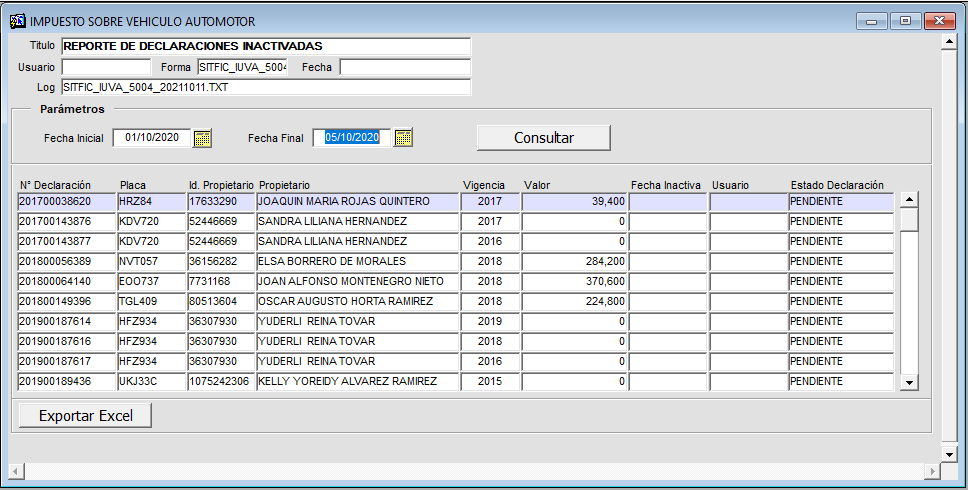 IMPUESTO SOBRE VEHICULO AUTOMOTOR
Titulo REPORTE DE DECLARACIONES INACTIVADAS
Usuario Forma SITFIC_IUVA_5004 Fecha
Log SITFIC_IUVA_5004_20211011.TXT
Parámetros
Fecha Inicial 01/10/2020 Fecha Final 05/10/2020 Consultar
N° Declaración Placa Id. Propietario Propietario Vigencia Valor Fecha Inactiva Usuario Estado Declaración
201700038620 HRZ84 17633290 JOAQUIN MARIA ROJAS QUINTERO 2017 39,400 PENDIENTE
201700143876 KDV720 52446669 SANDRA LILIANA HERNANDEZ 2017 0 PENDIENTE
201700143877 KDV720 52446669 SANDRA LILIANA HERNANDEZ 2016 0 PENDIENTE
201800056389 NVT057 36156282 ELSA BORRERO DE MORALES 2018 284,200 PENDIENTE
201800064140 EOO737 7731168 JOAN ALFONSO MONTENEGRO NIETO 2018 370,600 PENDIENTE
201800149396 TGL409 80513604 OSCAR AUGUSTO HORTA RAMIREZ 2018 224,800 PENDIENTE
201900187614 HFZ934 36307930 YUDERLI REINA TOVAR 2019 0 PENDIENTE
201900187616 HFZ934 36307930 YUDERLI REINA TOVAR 2018 0 PENDIENTE
201900187617 HFZ934 36307930 YUDERLI REINA TOVAR 2016 0 PENDIENTE
201900189436 UKJ33C 1075242306 KELLY YOREIDY ALVAREZ RAMIREZ 2015 0 PENDIENTE
Exportar Excel